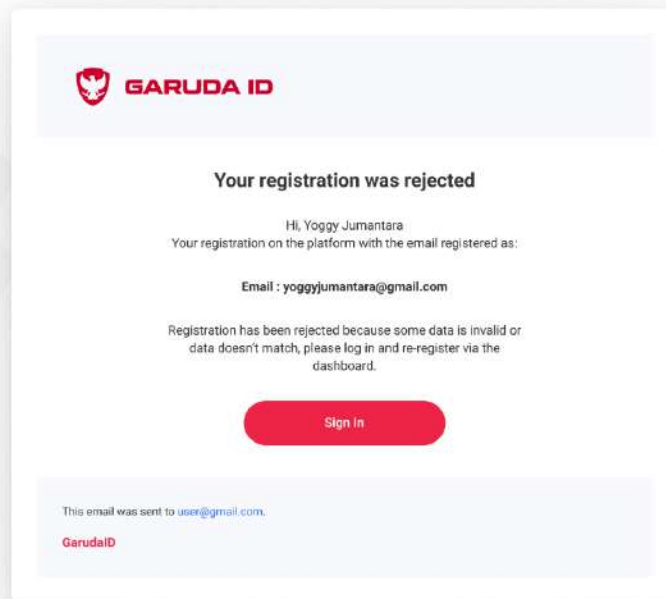 GARUDA ID
Your registration was rejected
Hi, Yoggy Jumantara
Your registration on the platform with the email registered as:
Email : yoggyjumantara@gmail.com
Registration has been rejected because some data is invalid or
data doesn't match, please log in and re-register via the
dashboard.
Sign In
This email was sent to user@gmail.com.
GarudaID